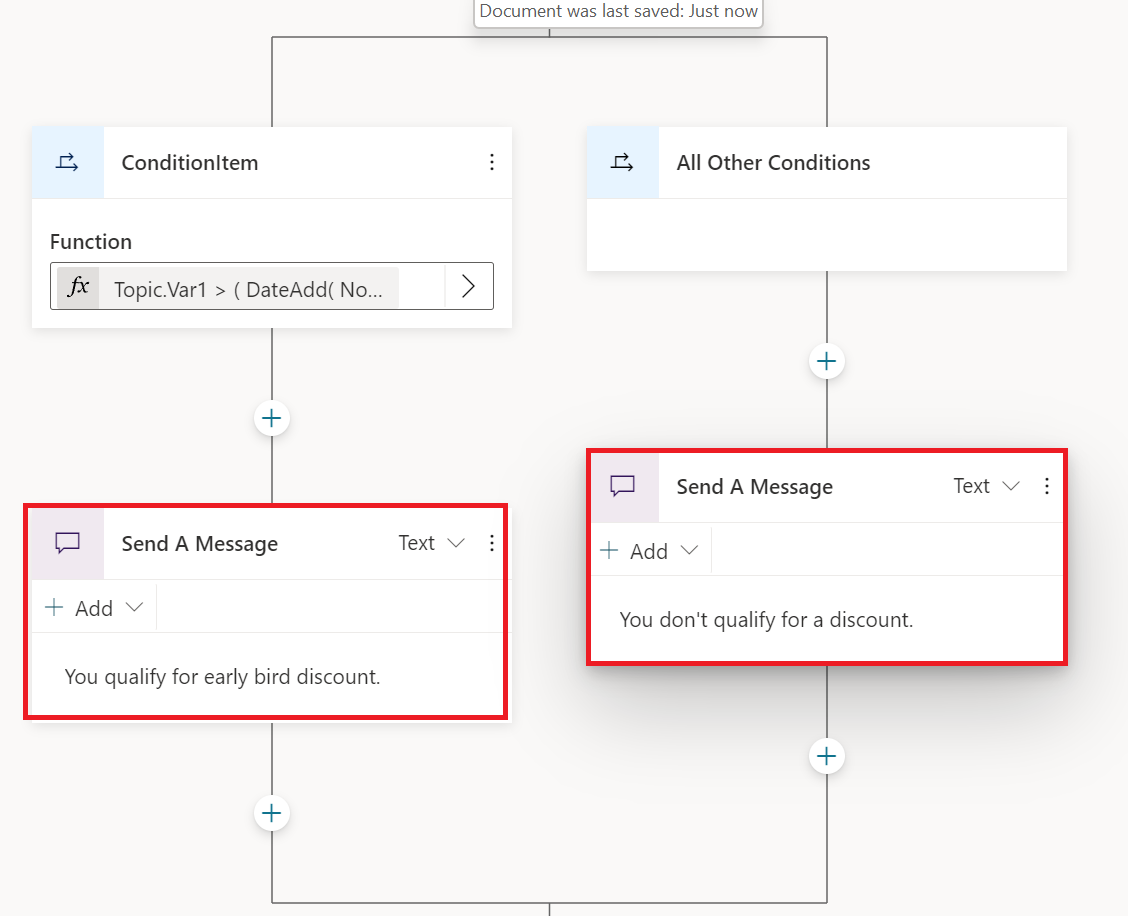 Document was last saved: Just now
ConditionItem
Function
fx Topic.Var1 > ( DateAdd( No...
Send A Message Text
Add
You qualify for early bird discount.
All Other Conditions
Send A Message Text
Add
You don't qualify for a discount.